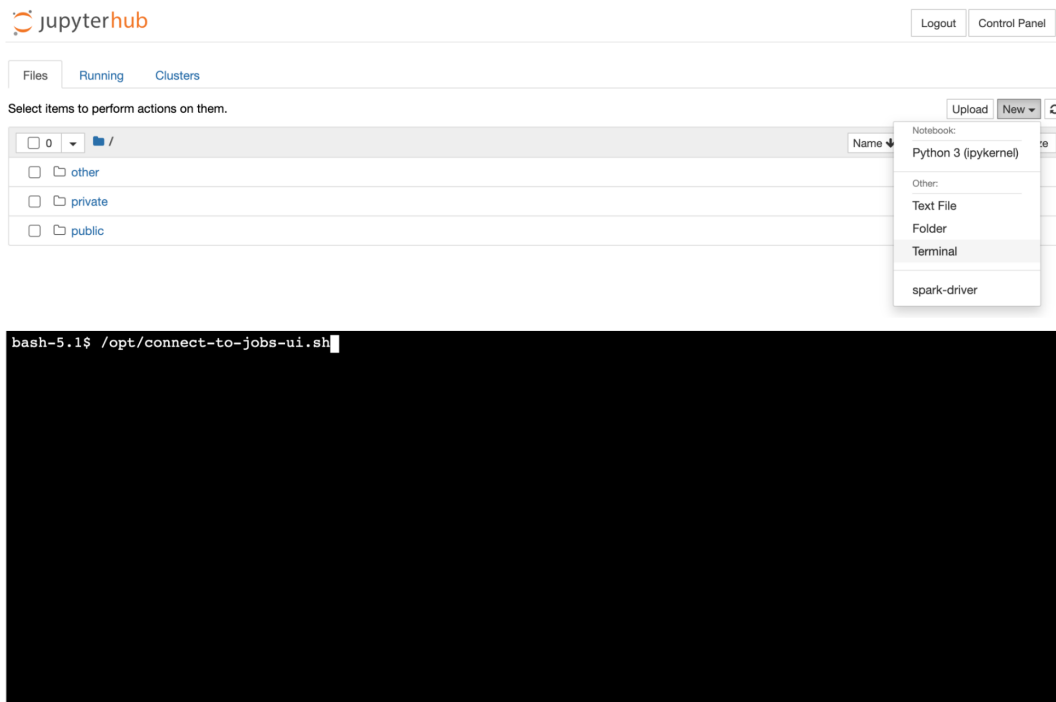 jupyterhub
Logout Control Panel
Files Running Clusters
Select items to perform actions on them.
Upload New
0 /
Name
other
private
public
Notebook:
Python 3 (ipykernel)
Other:
Text File
Folder
Terminal
spark-driver
bash-5.1$ /opt/connect-to-jobs-ui.sh